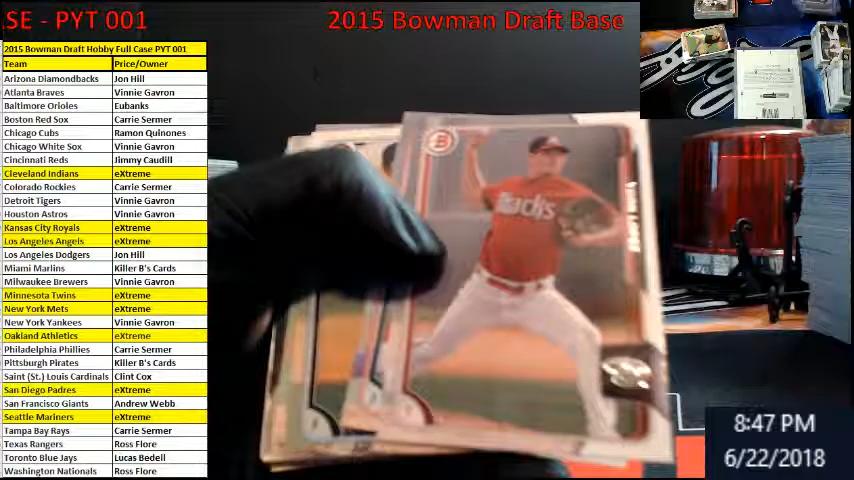 SE - PYT 001
2015 Bowman Draft Base
2015 Bowman Draft Hobby Full Case PYT 001
Team Price/Owner
Arizona Diamondbacks Jon Hill
Atlanta Braves Vinnie Gavron
Baltimore Orioles Eubanks
Boston Red Sox Carrie Sermer
Chicago Cubs Ramon Quinones
Chicago White Sox Vinnie Gavron
Cincinnati Reds Jimmy Caudill
Cleveland Indians eXtreme
Colorado Rockies Carrie Sermer
Detroit Tigers Vinnie Gavron
Houston Astros Vinnie Gavron
Kansas City Royals eXtreme
Los Angeles Angels eXtreme
Los Angeles Dodgers Jon Hill
Miami Marlins Killer B's Cards
Milwaukee Brewers Vinnie Gavron
Minnesota Twins eXtreme
New York Mets eXtreme
New York Yankees Vinnie Gavron
Oakland Athletics eXtreme
Philadelphia Phillies Carrie Sermer
Pittsburgh Pirates Killer B's Cards
Saint (St.) Louis Cardinals Clint Cox
San Diego Padres eXtreme
San Francisco Giants Andrew Webb
Seattle Mariners eXtreme
Tampa Bay Rays Carrie Sermer
Texas Rangers Ross Flore
Toronto Blue Jays Lucas Bedell
Washington Nationals Ross Flore
B
8:47 PM
6/22/2018